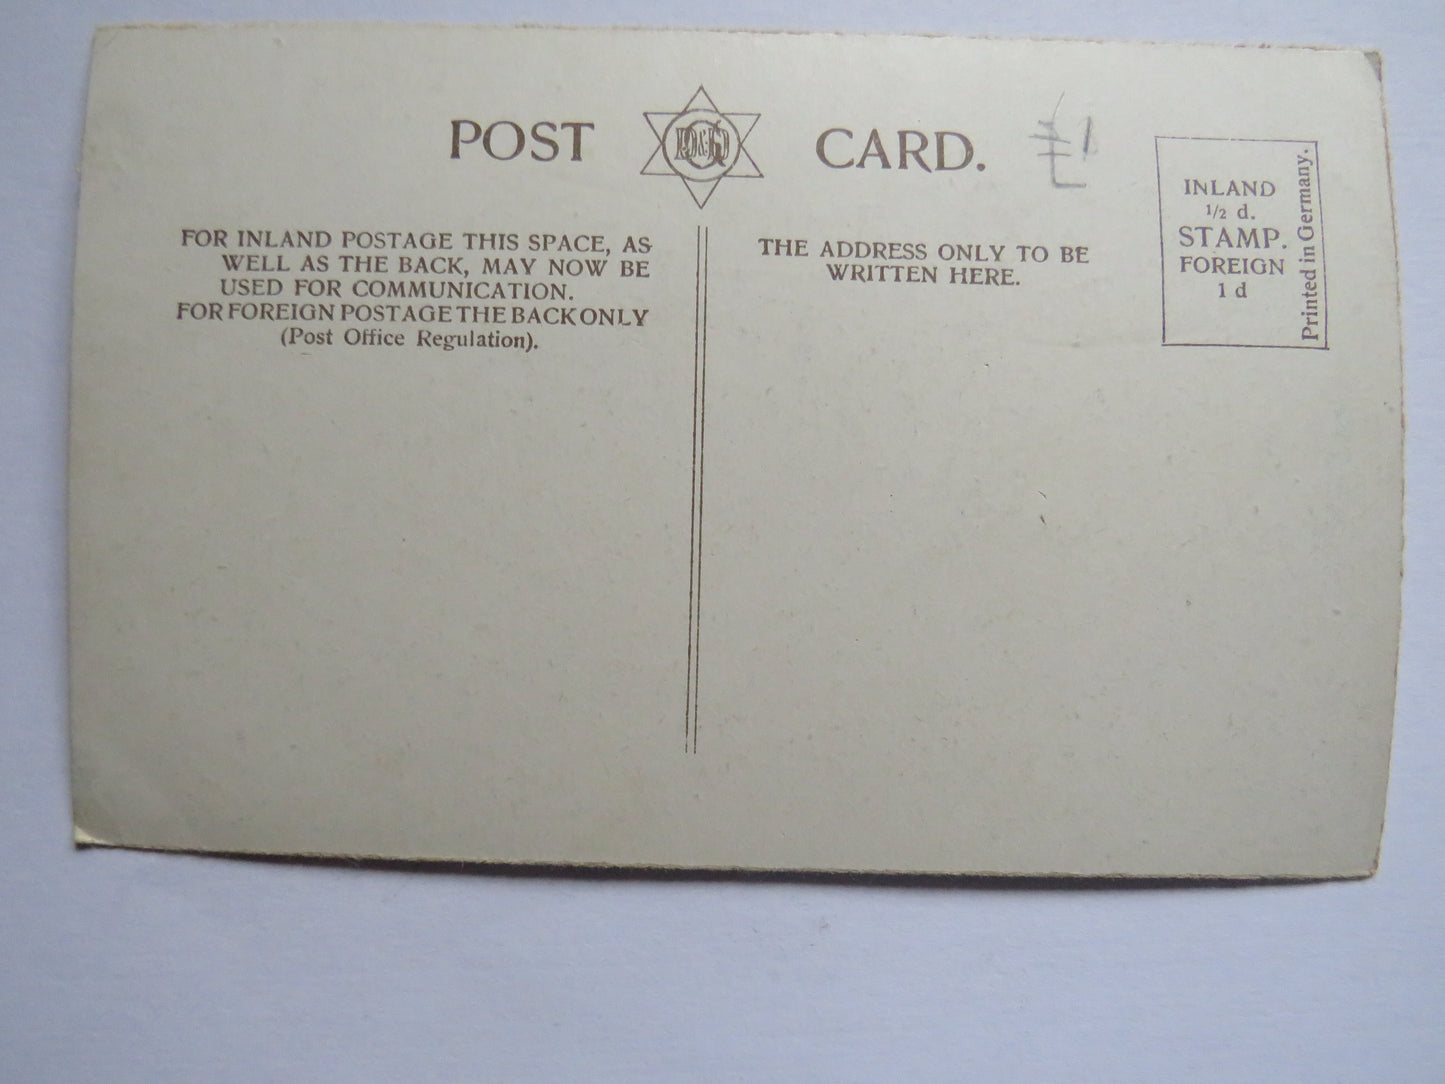 POST CARD.
FOR INLAND POSTAGE THIS SPACE, AS
WELL AS THE BACK, MAY NOW BE
USED FOR COMMUNICATION.
FOR FOREIGN POSTAGE THE BACK ONLY
(Post Office Regulation).
THE ADDRESS ONLY TO BE
WRITTEN HERE.
INLAND
1/2 d.
STAMP.
FOREIGN
1 d
Printed in Germany.